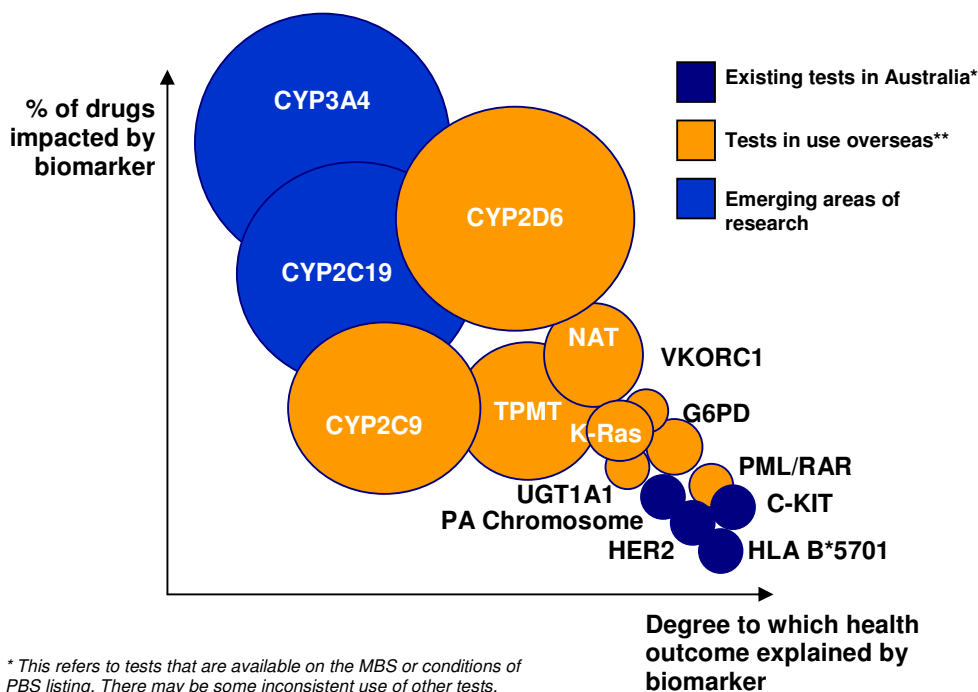 % of drugs
impacted by
biomarker
CYP3A4
CYP2D6
CYP2C19
NAT
VKORC1
CYP2C9
TPMT
K-Ras
G6PD
UGT1A1
PML/RAR
PA Chromosome
C-KIT
HER2
HLA B*5701
Existing tests in Australia*
Tests in use overseas**
Emerging areas of
research
Degree to which health
outcome explained by
biomarker
* This refers to tests that are available on the MBS or conditions of
PBS listing. There may be some inconsistent use of other tests.